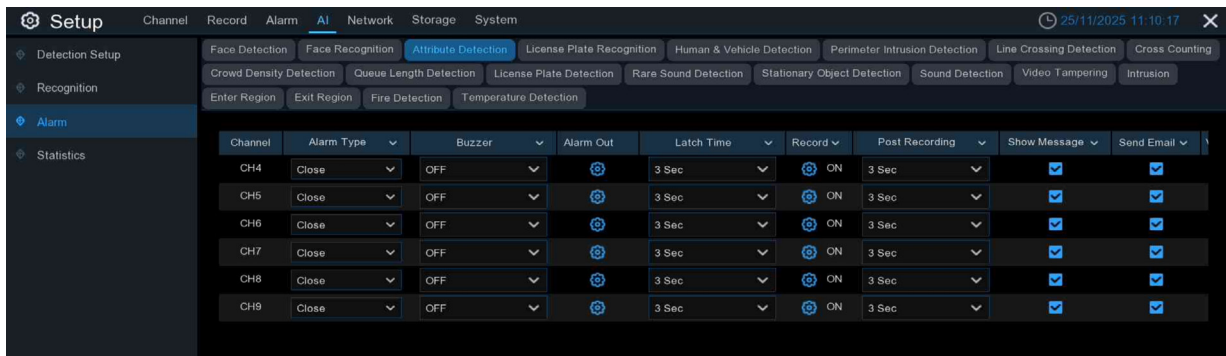 Setup Channel Record Alarm AI Network Storage System 25/11/2025 11:10:17
Detection Setup
Recognition
Alarm
Statistics
Face Detection Face Recognition Attribute Detection License Plate Recognition Human & Vehicle Detection Perimeter Intrusion Detection Line Crossing Detection Cross Counting
Crowd Density Detection Queue Length Detection License Plate Detection Rare Sound Detection Stationary Object Detection Sound Detection Video Tampering Intrusion
Enter Region Exit Region Fire Detection Temperature Detection
Channel Alarm Type Buzzer Alarm Out Latch Time Record Post Recording Show Message Send Email
CH4 Close OFF 3 Sec ON 3 Sec
CH5 Close OFF 3 Sec ON 3 Sec
CH6 Close OFF 3 Sec ON 3 Sec
CH7 Close OFF 3 Sec ON 3 Sec
CH8 Close OFF 3 Sec ON 3 Sec
CH9 Close OFF 3 Sec ON 3 Sec